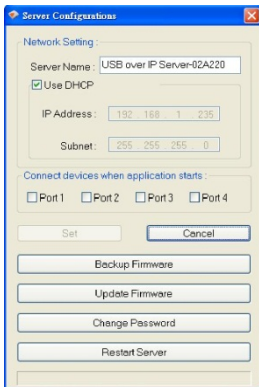 Server Configurations
Network Setting :
Server Name : USB over IP Server-02A220
Use DHCP
IP Address : 192 . 168 . 1 . 235
Subnet : 255 . 255 . 255 . 0
Connect devices when application starts :
Port 1 Port 2 Port 3 Port 4
Set Cancel
Backup Firmware
Update Firmware
Change Password
Restart Server